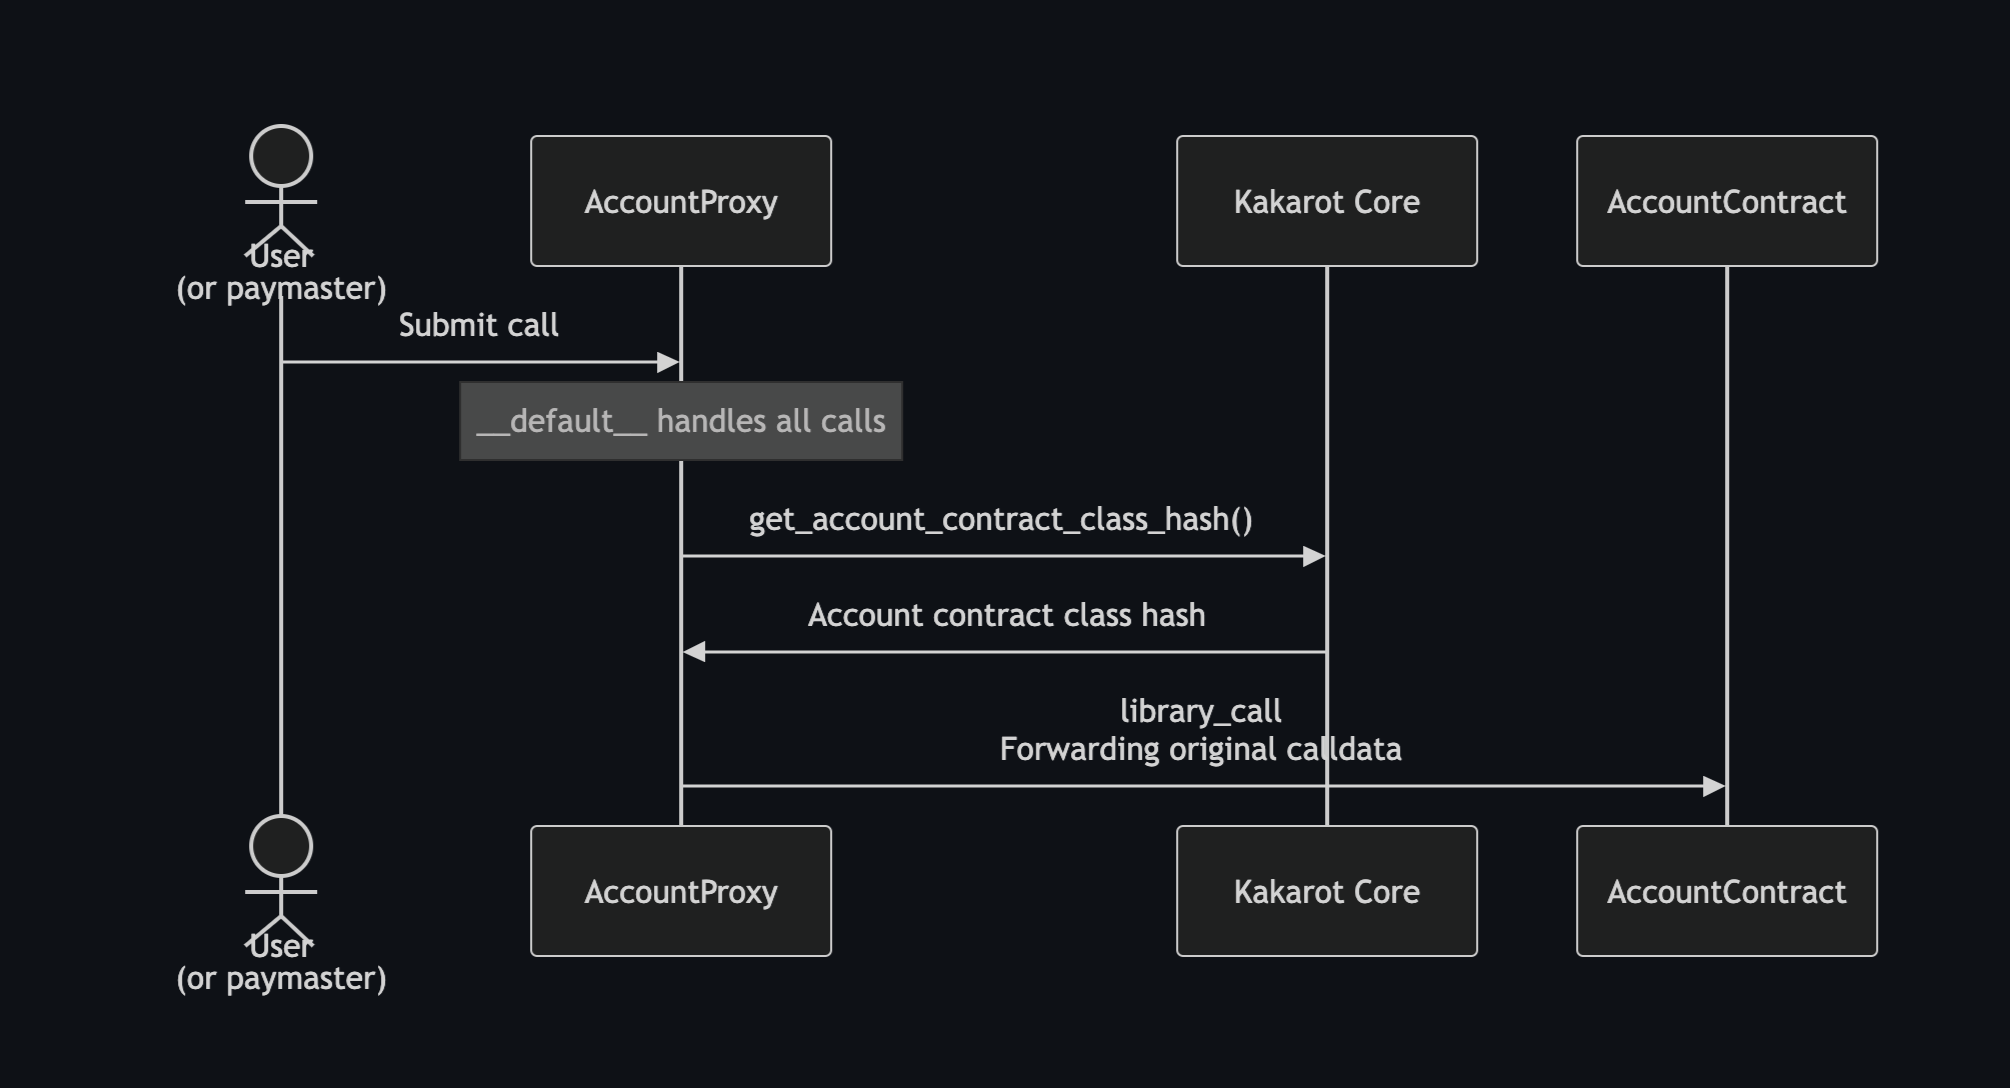 User
(or paymaster)
AccountProxy
Kakarot Core
AccountContract
Submit call
__default__ handles all calls
get_account_contract_class_hash()
Account contract class hash
library_call
Forwarding original calldata
User
(or paymaster)
AccountProxy
Kakarot Core
AccountContract